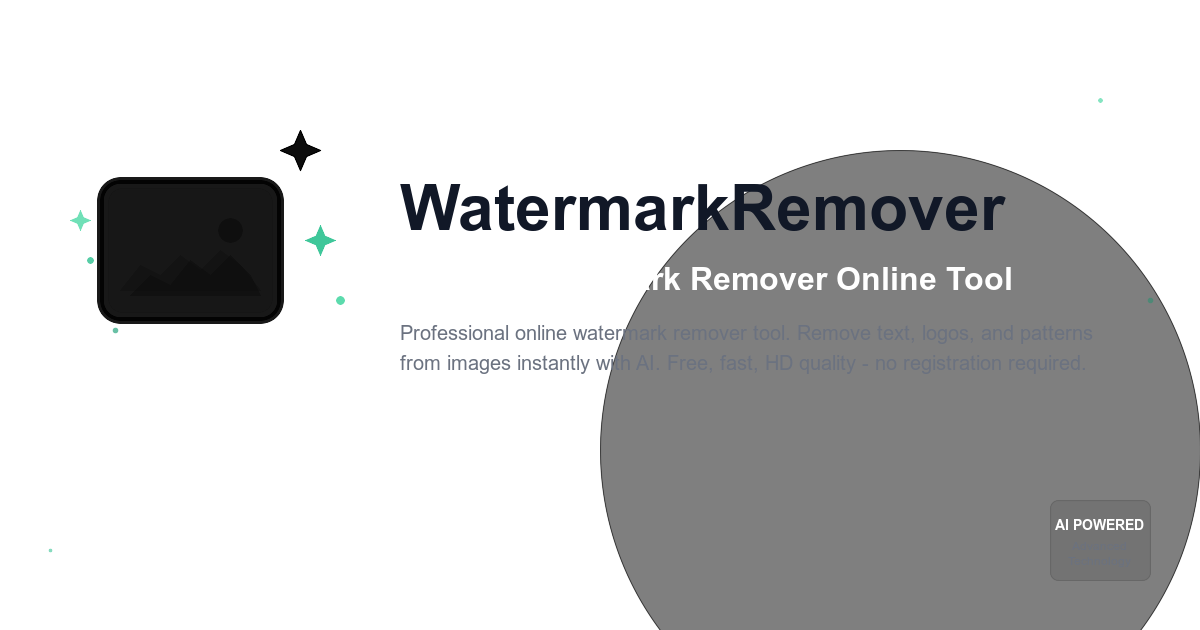 WatermarkRemover
rk Remover Online Tool
Professional online watermark remover tool. Remove text, logos, and patterns
from images instantly with AI. Free, fast, HD quality - no registration required.
AI POWERED